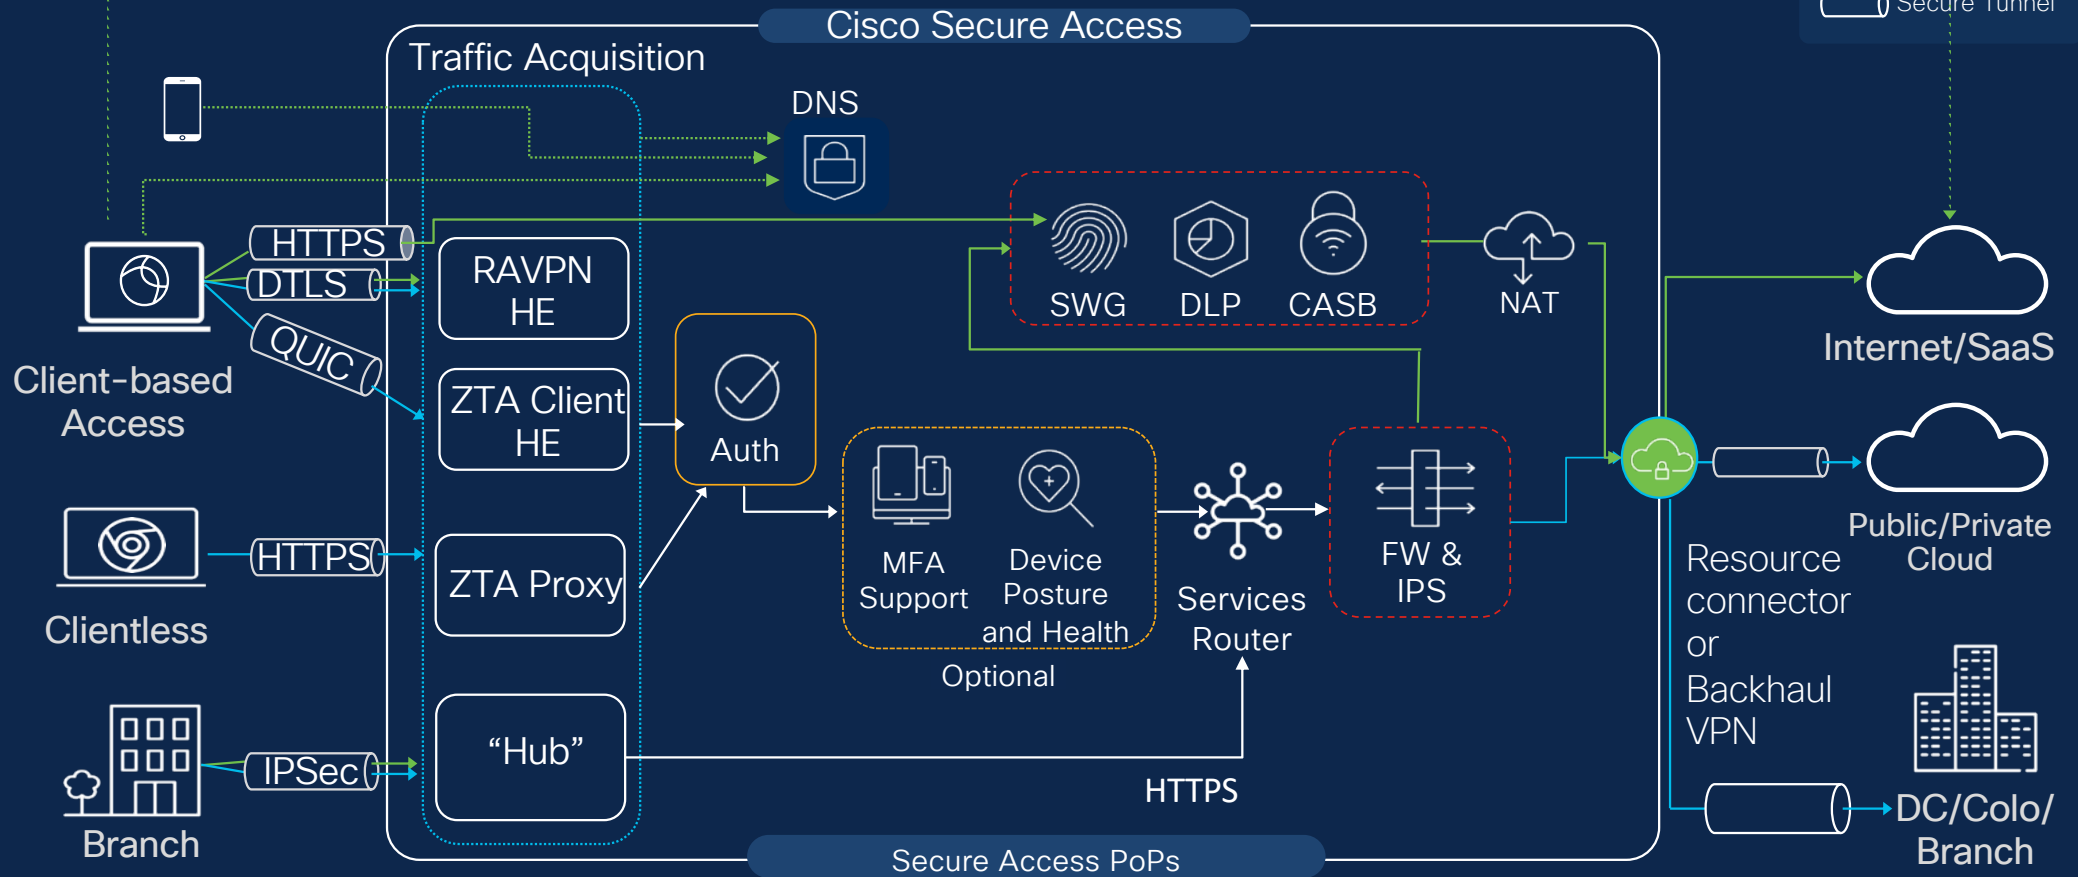 Cisco Secure Access
Secure Tunnel
Traffic Acquisition
DNS
HTTPS
DTLS
QUIC
RAVPN
HE
SWG
DLP
CASB
NAT
Internet/SaaS
Client-based
Access
ZTA Client
HE
Auth
Public/Private
Cloud
HTTPS
Clientless
ZTA Proxy
MFA
Support
Device
Posture
and Health
Optional
Services
Router
FW &
IPS
Resource
connector
or
Backhaul
VPN
IPSec
Branch
“Hub”
HTTPS
DC/Colo/
Branch
Secure Access PoPs